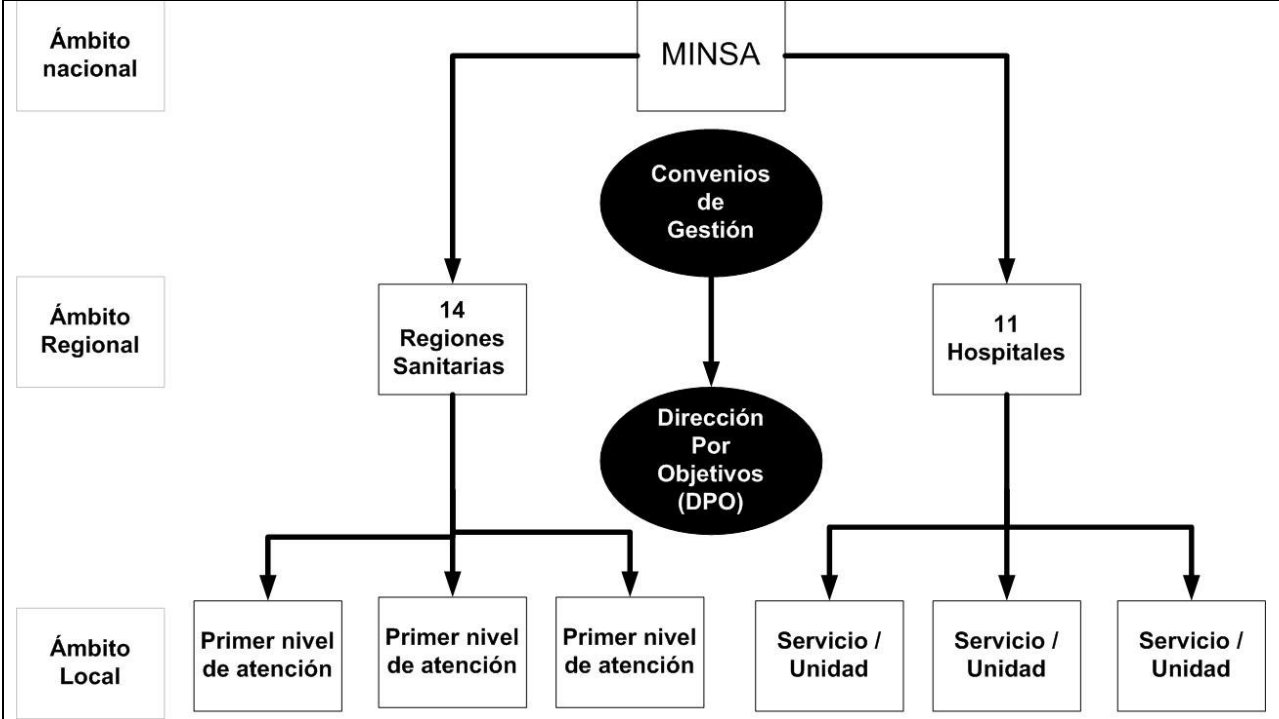 Ámbito
nacional
MINSA
Convenios
de
Gestión
Ámbito
Regional
14
Regiones
Sanitarias
11
Hospitales
Dirección
Por
Objetivos
(DPO)
Ámbito
Local
Primer nivel
de atención
Primer nivel
de atención
Primer nivel
de atención
Servicio /
Unidad
Servicio /
Unidad
Servicio /
Unidad